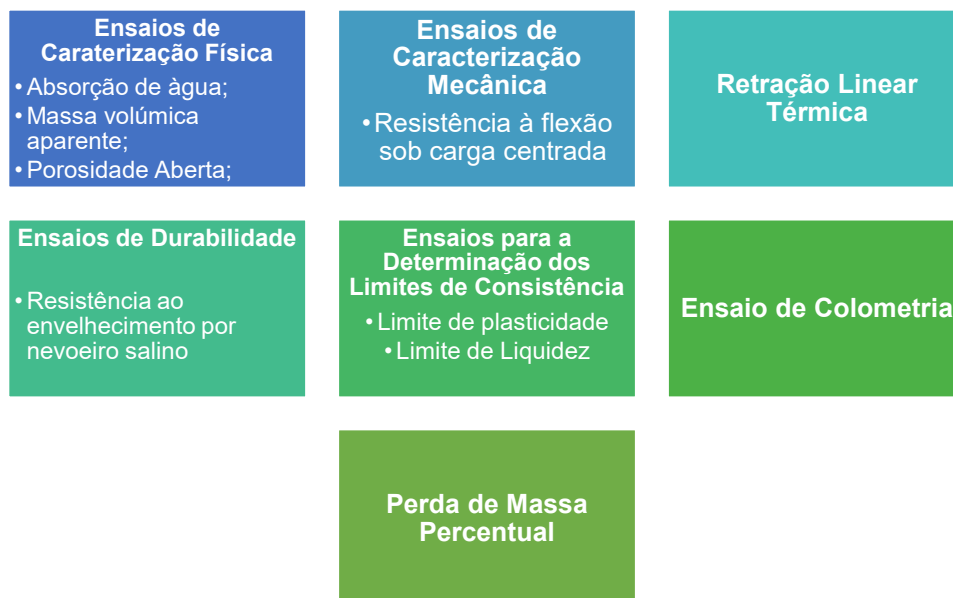 Ensaios de
Caraterização Física
• Absorção de àgua;
• Massa volúmica
aparente;
• Porosidade Aberta;
Ensaios de
Caracterização
Mecânica
• Resistência à flexão
sob carga centrada
Retração Linear
Térmica
Ensaios de Durabilidade
• Resistência ao
envelhecimento por
nevoeiro salino
Ensaios para a
Determinação dos
Limites de Consistência
• Limite de plasticidade
• Limite de Liquidez
Ensaio de Colometria
Perda de Massa
Percentual